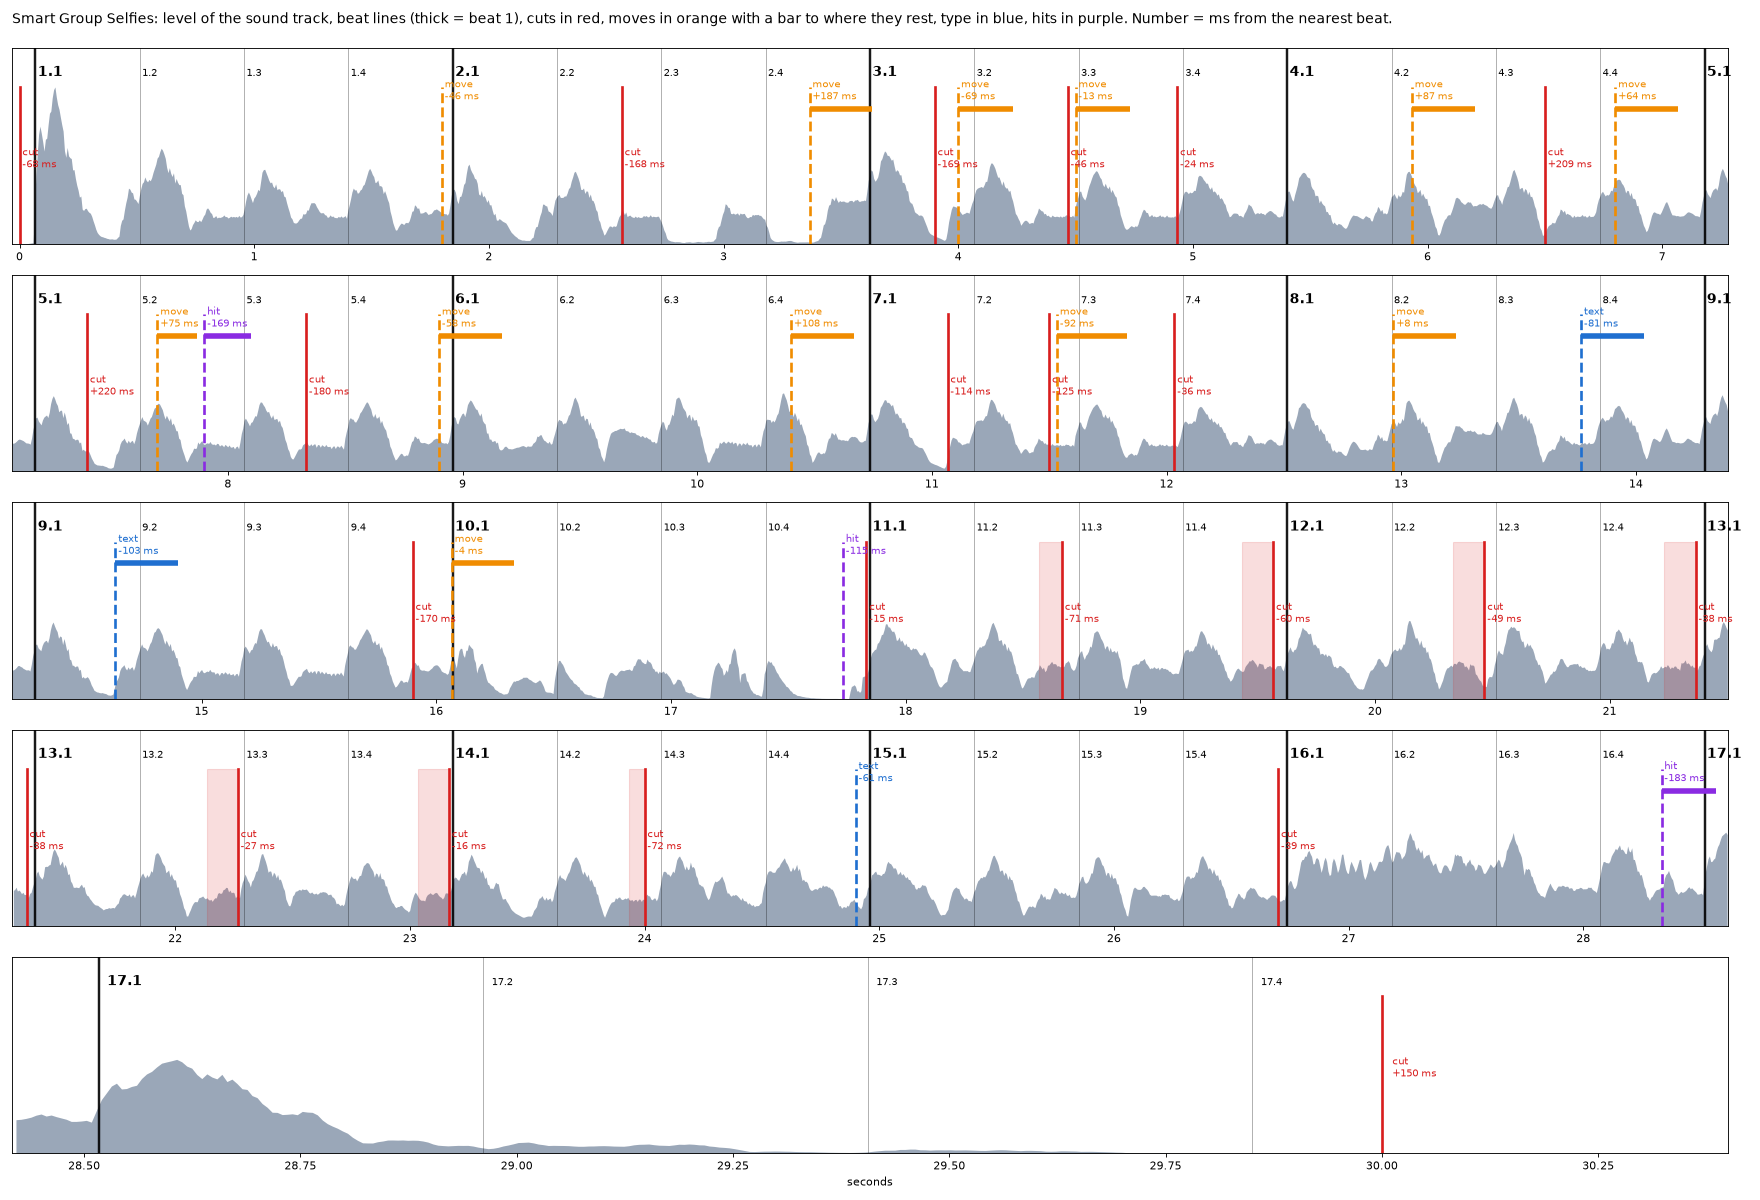 Smart Group Selfies: level of the sound track, beat lines (thick = beat 1), cuts in red, moves in orange with a bar to where they rest, type in blue, hits in purple. Number = ms from the nearest beat.
1.1 1.2 1.3 1.4 2.1 2.2 2.3 2.4 3.1 3.2 3.3 3.4 4.1 4.2 4.3 4.4 5.1
move move move move move move
-46 ms +187 ms -69 ms -13 ms +87 ms +64 ms
cut cut cut cut cut cut
-63 ms -168 ms -169 ms -46 ms -24 ms +209 ms
0 1 2 3 4 5 6 7
5.1 5.2 5.3 5.4 6.1 6.2 6.3 6.4 7.1 7.2 7.3 7.4 8.1 8.2 8.3 8.4 9.1
move hit move move move move text
+75 ms -169 ms +108 ms -92 ms +8 ms -81 ms
cut cut cut cut cut
+220 ms -180 ms -114 ms -125 ms -36 ms
8 9 10 11 12 13 14
9.1 9.2 9.3 9.4 10.1 10.2 10.3 10.4 11.1 11.2 11.3 11.4 12.1 12.2 12.3 12.4 13.1
text move hit
-103 ms -4 ms -115 ms
cut cut cut cut cut cut
-170 ms -15 ms -71 ms -60 ms -49 ms -38 ms
15 16 17 18 19 20 21
13.1 13.2 13.3 13.4 14.1 14.2 14.3 14.4 15.1 15.2 15.3 15.4 16.1 16.2 16.3 16.4 17.1
text hit
-61 ms -183 ms
cut cut cut cut cut
-38 ms -27 ms -16 ms -72 ms -39 ms
22 23 24 25 26 27 28
17.1 17.2 17.3 17.4
cut
+150 ms
28.50 28.75 29.00 29.25 29.50 29.75 30.00 30.25
seconds